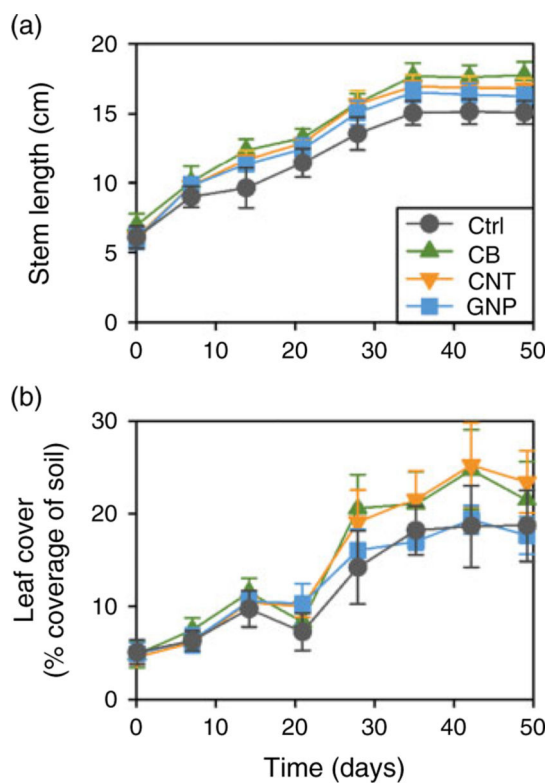 (a)
20
15
10
5
0
Stem length (cm)
Ctrl
CB
CNT
GNP
0 10 20 30 40 50
(b)
30
20
10
0
Leaf cover
(% coverage of soil)
0 10 20 30 40 50
Time (days)